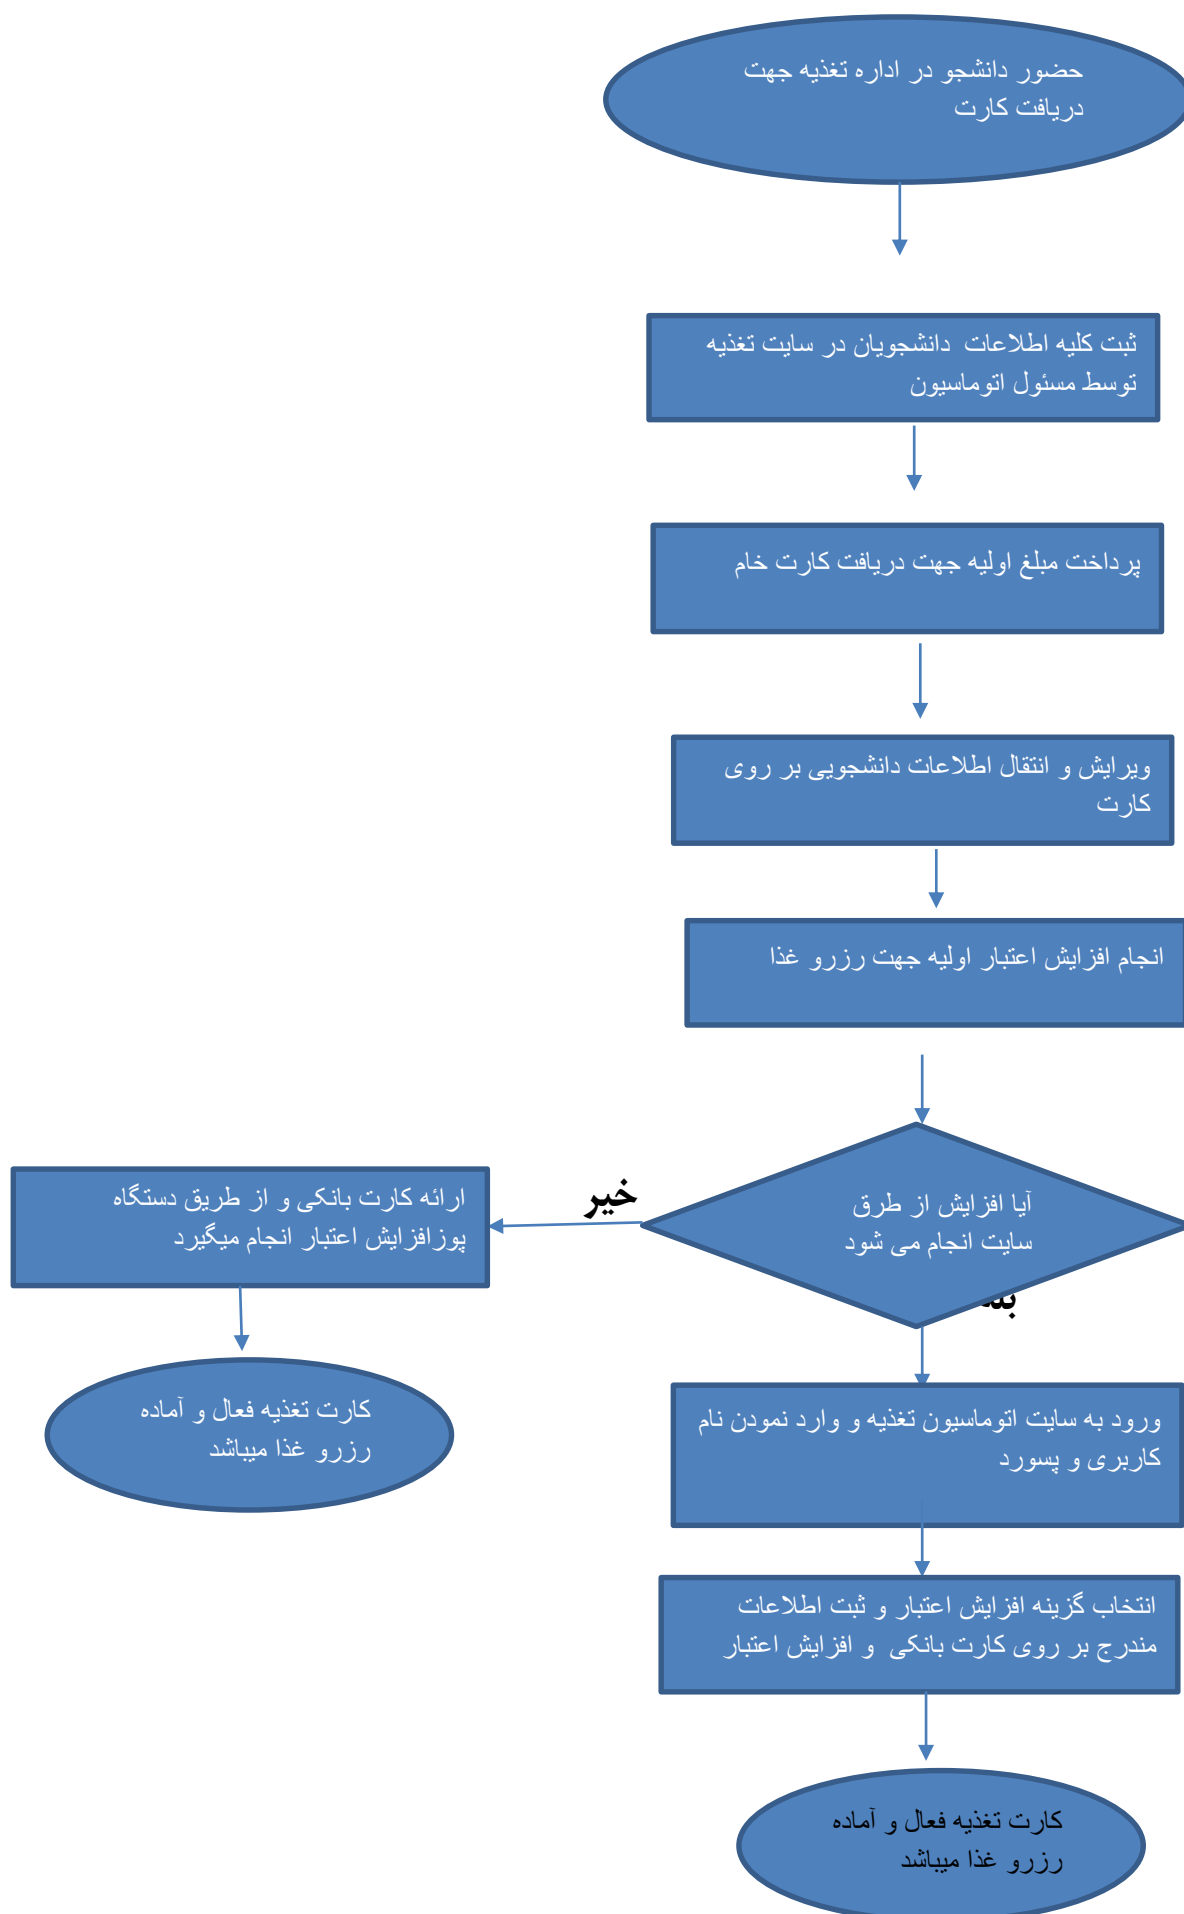 حضور دانشجو در اداره تغذیه جهت
دریافت کارت
ثبت کلیه اطلاعات دانشجویان در سایت تغذیه
توسط مسئول اتوماسیون
پرداخت مبلغ اولیه جهت دریافت کارت خام
ویرایش و انتقال اطلاعات دانشجویی بر روی
کارت
انجام افزایش اعتبار اولیه جهت رزرو غذا
آیا افزایش از طرق
سایت انجام می شود
خیر
ارائه کارت بانکی و از طریق دستگاه
پوزافزایش اعتبار انجام میگیرد
کارت تغذیه فعال و آماده
رزرو غذا میباشد
ورود به سایت اتوماسیون تغذیه و وارد نمودن نام
کاربری و پسورد
انتخاب گزینه افزایش اعتبار و ثبت اطلاعات
مندرج بر روی کارت بانکی و افزایش اعتبار
کارت تغذیه فعال و آماده
رزرو غذا میباشد